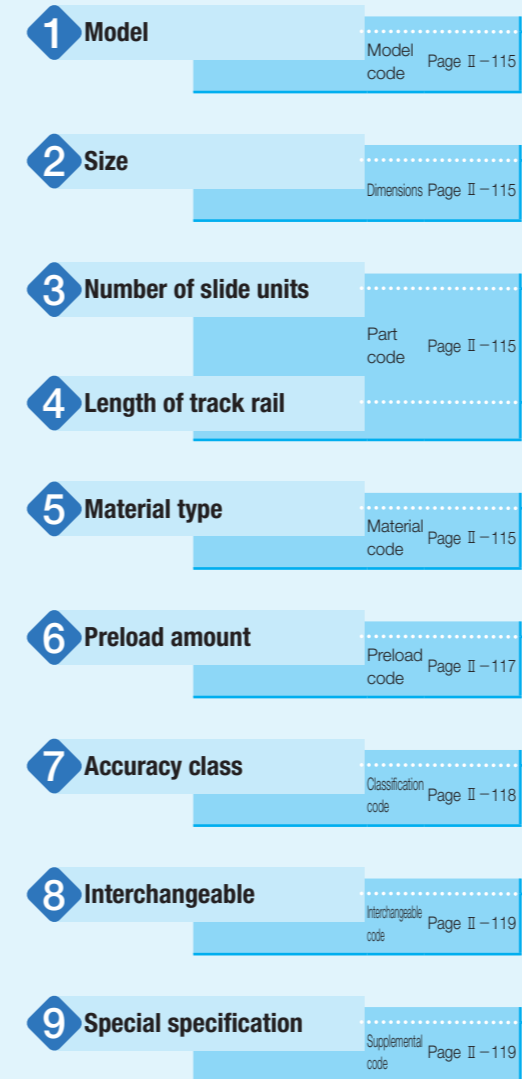 1 Model
Model
code
Page Ⅱ-115
2 Size
Dimensions Page Ⅱ-115
3 Number of slide units
Part
code
Page Ⅱ-115
4 Length of track rail
5 Material type
Material
code
Page Ⅱ-115
6 Preload amount
Preload
code
Page Ⅱ-117
7 Accuracy class
Classification
code
Page Ⅱ-118
8 Interchangeable
Interchangeable
code
Page Ⅱ-119
9 Special specification
Supplemental
code
Page Ⅱ-119